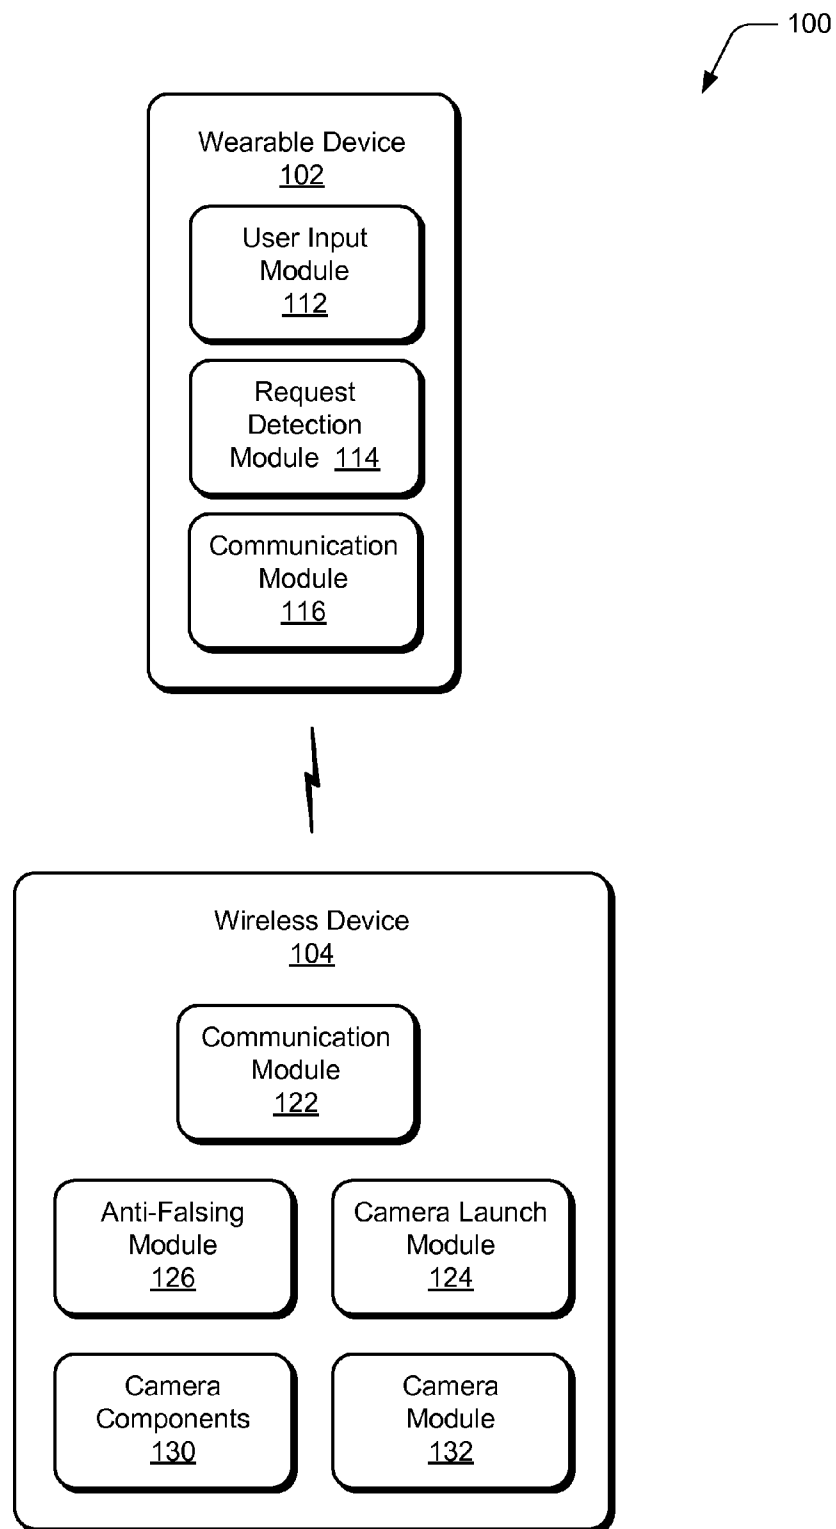 100
Wearable Device
102
User Input
Module
112
Request
Detection
Module 114
Communication
Module
116
Wireless Device
104
Communication
Module
122
Anti-Falsing
Module
126
Camera Launch
Module
124
Camera
Components
130
Camera
Module
132